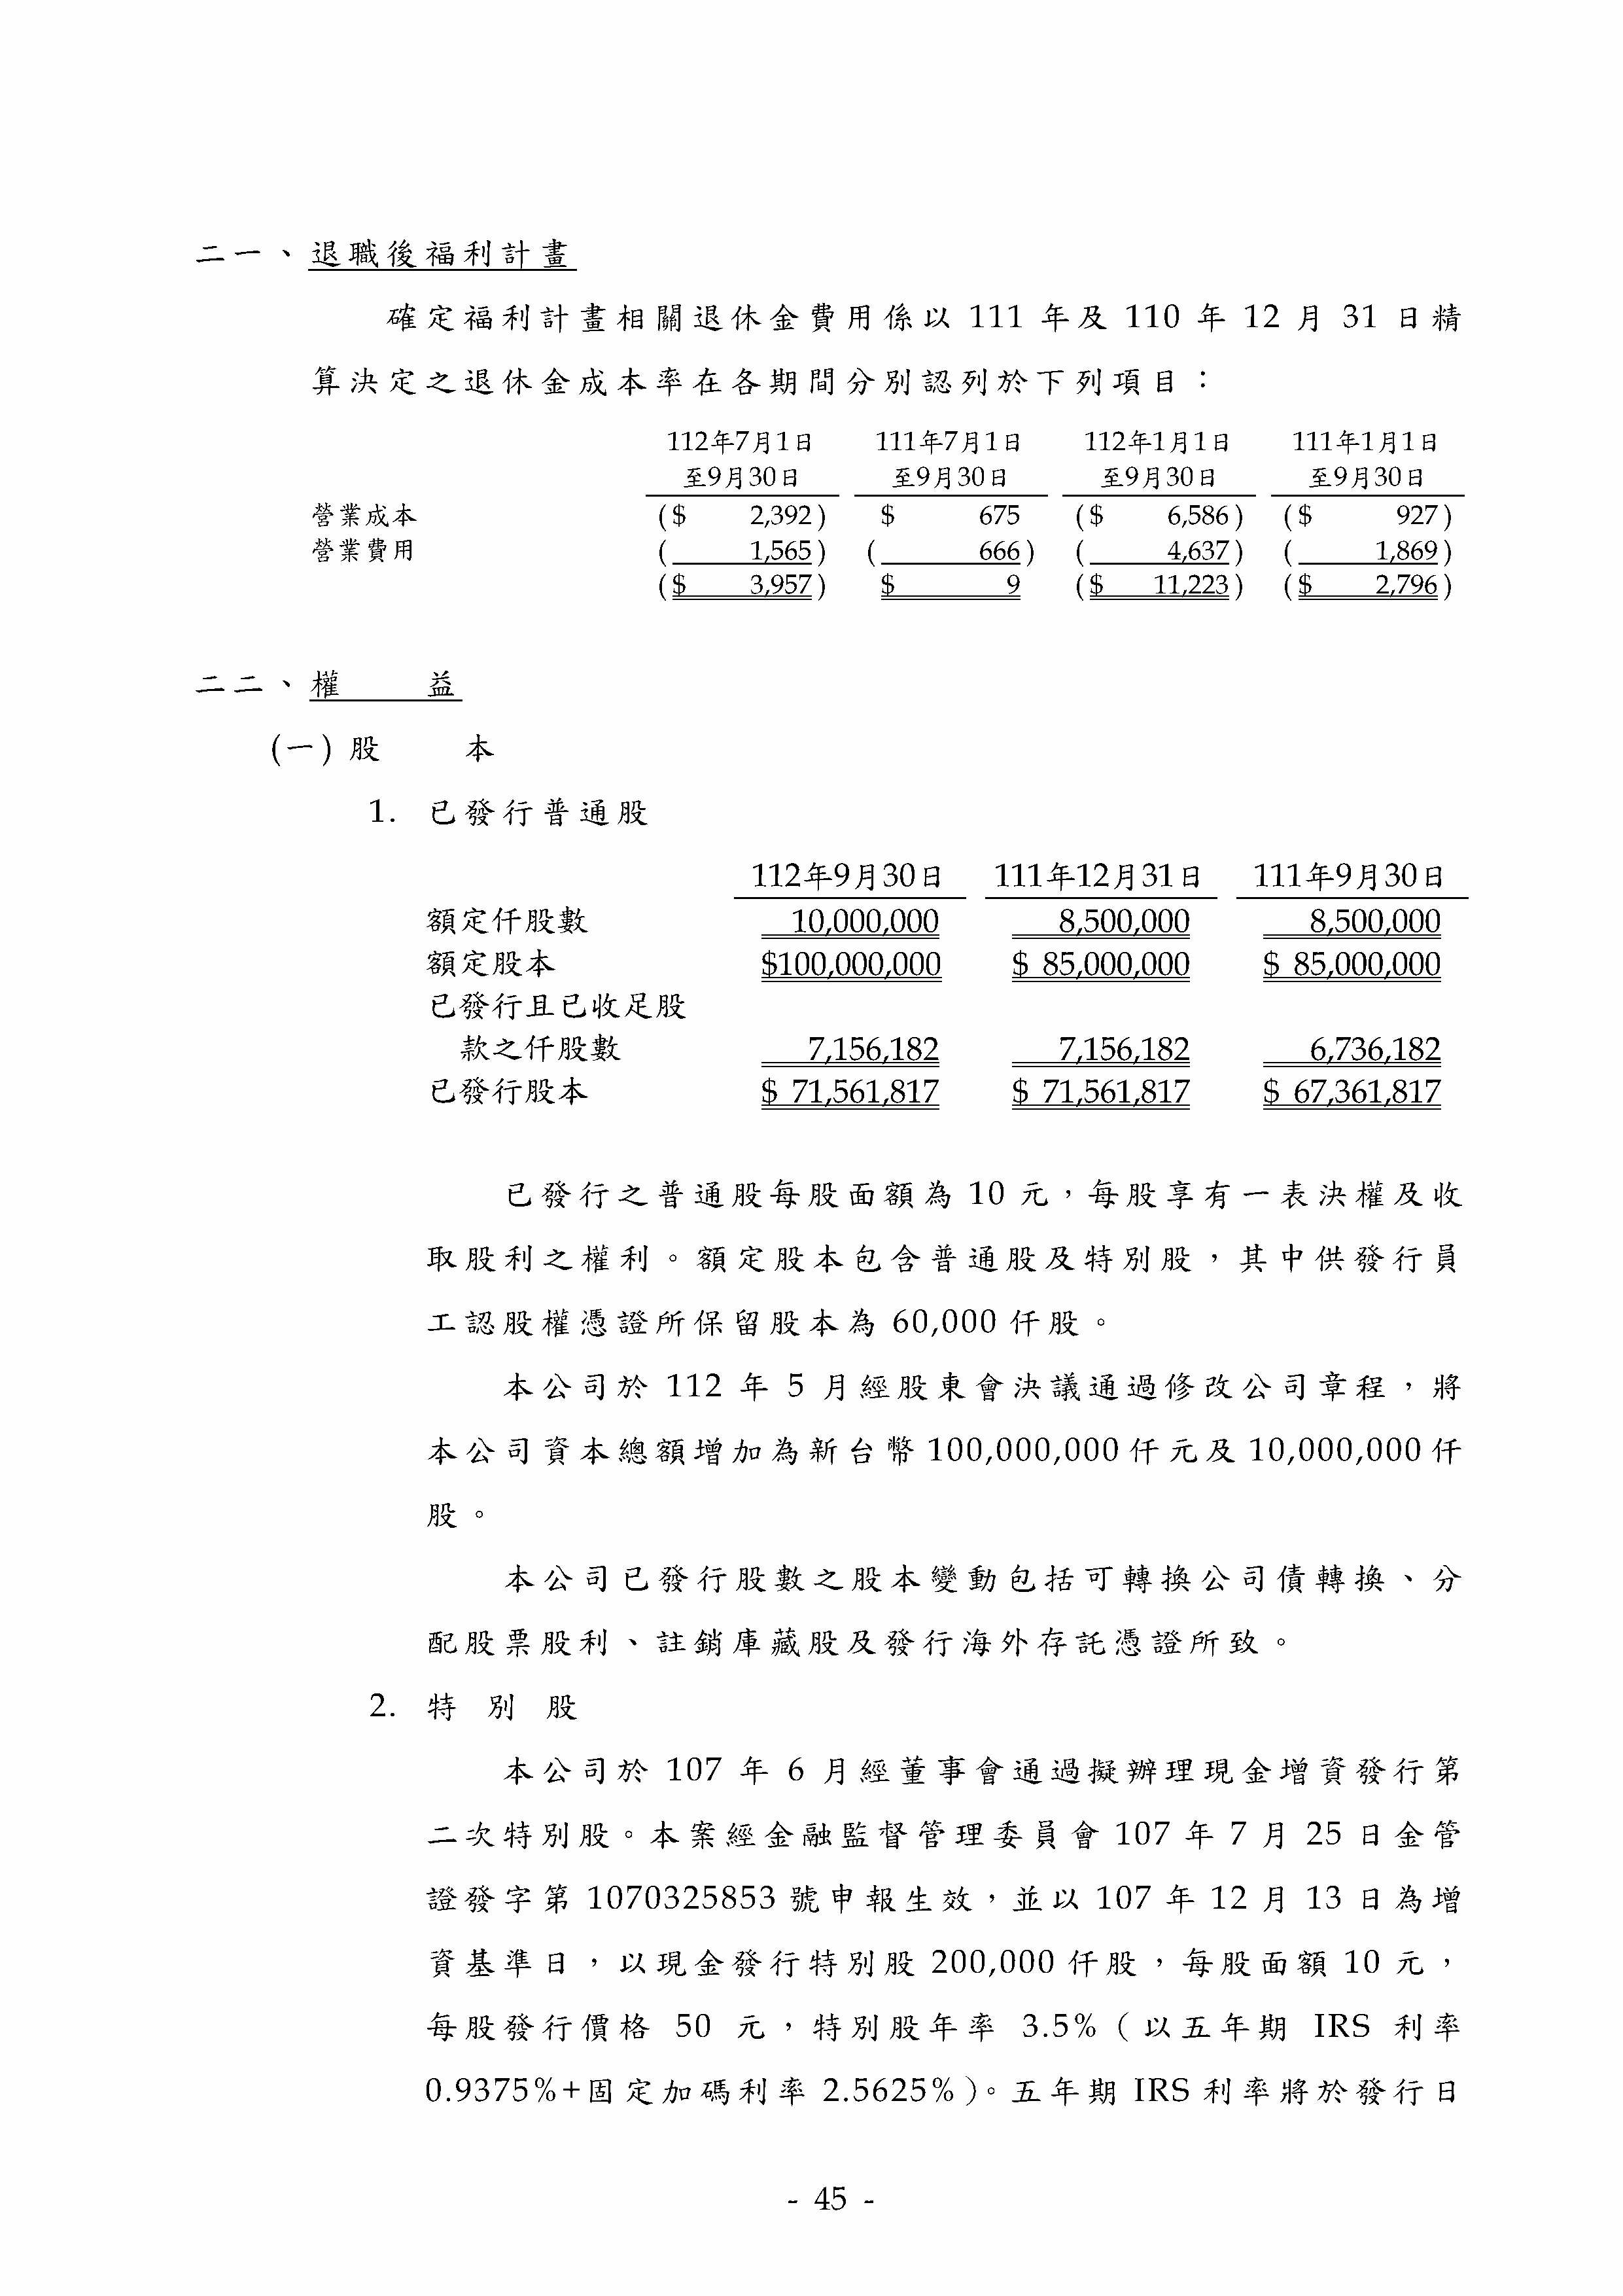 二一、退職後福利計畫
確定福利計畫相關退休金費用係以 111 年及 110 年 12 月 31 日精
算決定之退休金成本率在各期間分別認列於下列項目：
112年7月1日 111年7月1日 112年1月1日 111年1月1日
至9月30日 至9月30日 至9月30日 至9月30日
營業成本 ($ 2,392) $ 675 ($ 6,586) ($ 927)
營業費用 ( 1,565) ( 666) ( 4,637) ( 1,869)
($ 3,957) $ 9 ($ 11,223) ($ 2,796)
二二、權 益
(一) 股 本
1. 已發行普通股
112年9月30日 111年12月31日 111年9月30日
額定仟股數 10,000,000 8,500,000 8,500,000
額定股本 $100,000,000 $ 85,000,000 $ 85,000,000
已發行且已收足股
款之仟股數 7,156,182 7,156,182 6,736,182
已發行股本 $ 71,561,817 $ 71,561,817 $ 67,361,817
已發行之普通股每股面額為 10 元，每股享有一表決權及收
取股利之權利。額定股本包含普通股及特別股，其中供發行員
工認股權憑證所保留股本為 60,000 仟股。
本公司於 112 年 5 月經股東會決議通過修改公司章程，將
本公司資本總額增加為新台幣 100,000,000 仟元及 10,000,000 仟
股。
本公司已發行股數之股本變動包括可轉換公司債轉換、分
配股票股利、註銷庫藏股及發行海外存託憑證所致。
2. 特 別 股
本公司於 107 年 6 月經董事會通過擬辦理現金增資發行第
二次特別股。本案經金融監督管理委員會 107 年 7 月 25 日金管
證發字第 1070325853 號申報生效，並以 107 年 12 月 13 日為增
資基準日，以現金發行特別股 200,000 仟股，每股面額 10 元，
每股發行價格 50 元，特別股年率 3.5%（以五年期 IRS 利率
0.9375%+固定加碼利率 2.5625%）。五年期 IRS 利率將於發行日
- 45 -